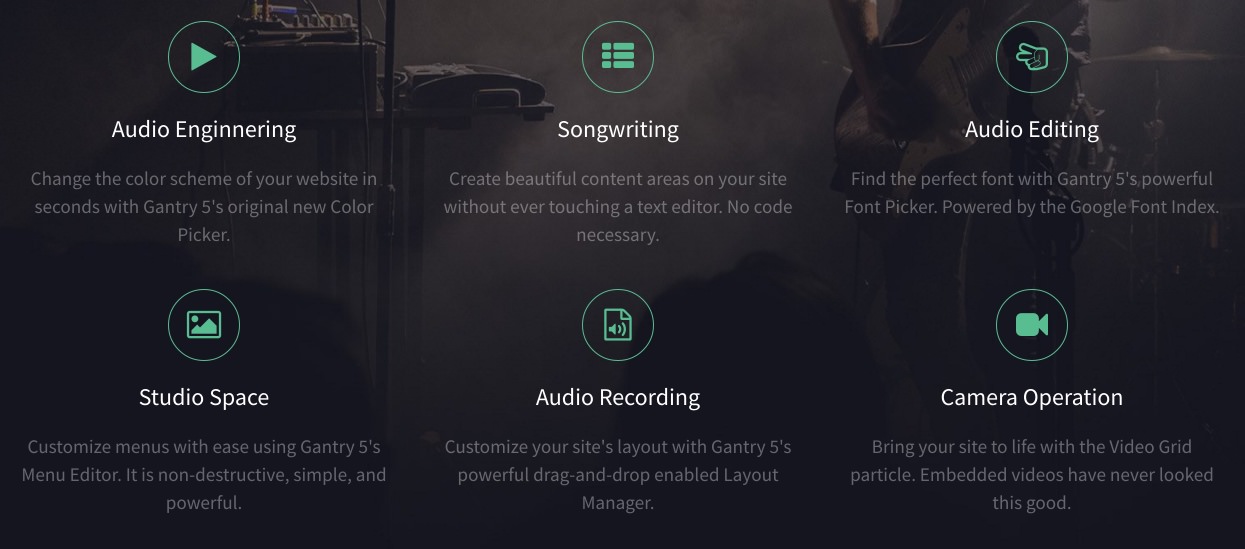 Audio Enginnering
Songwriting
Audio Editing
Change the color scheme of your website in
seconds with Gantry 5's original new Color
Picker.
Create beautiful content areas on your site
without ever touching a text editor. No code
necessary.
Find the perfect font with Gantry 5's powerful
Font Picker. Powered by the Google Font Index.
Studio Space
Audio Recording
Camera Operation
Customize menus with ease using Gantry 5's
Menu Editor. It is non-destructive, simple, and
powerful.
Customize your site's layout with Gantry 5's
powerful drag-and-drop enabled Layout
Manager.
Bring your site to life with the Video Grid
particle. Embedded videos have never looked
this good.